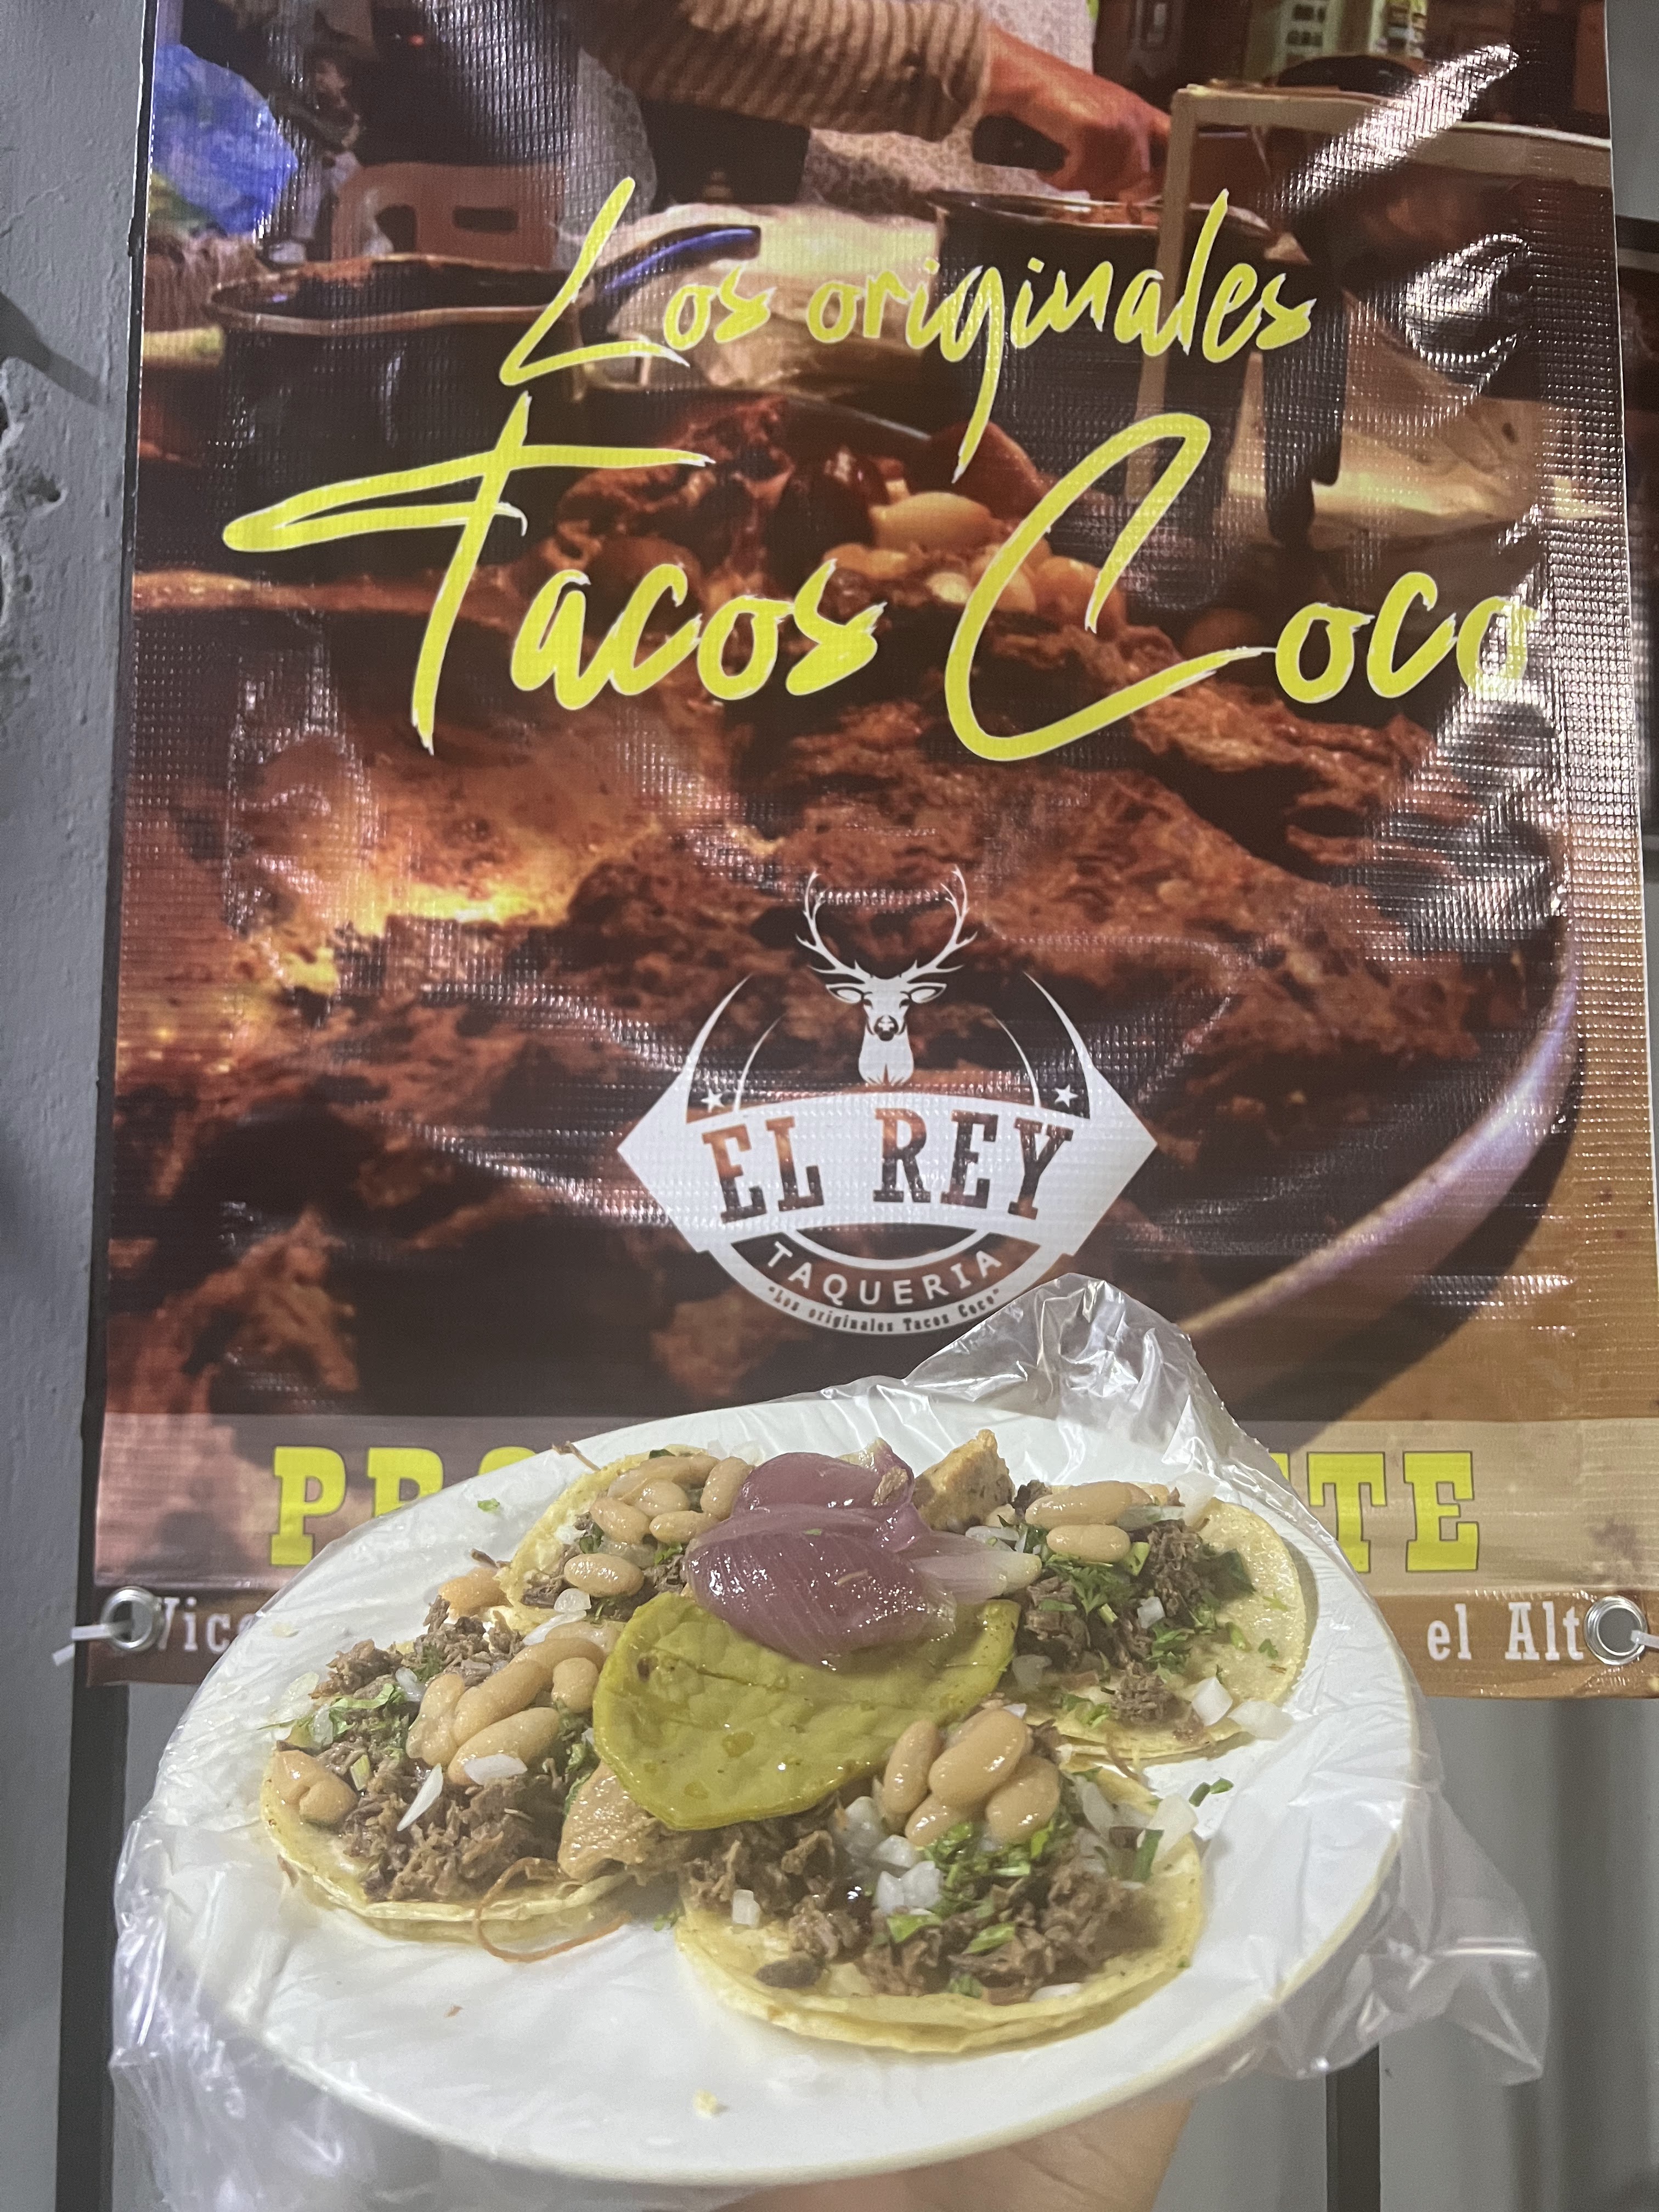 Los originales
Tacos Coco
EL REY
TAQUERIA
"Los originales Tacos Coco"
el Alt